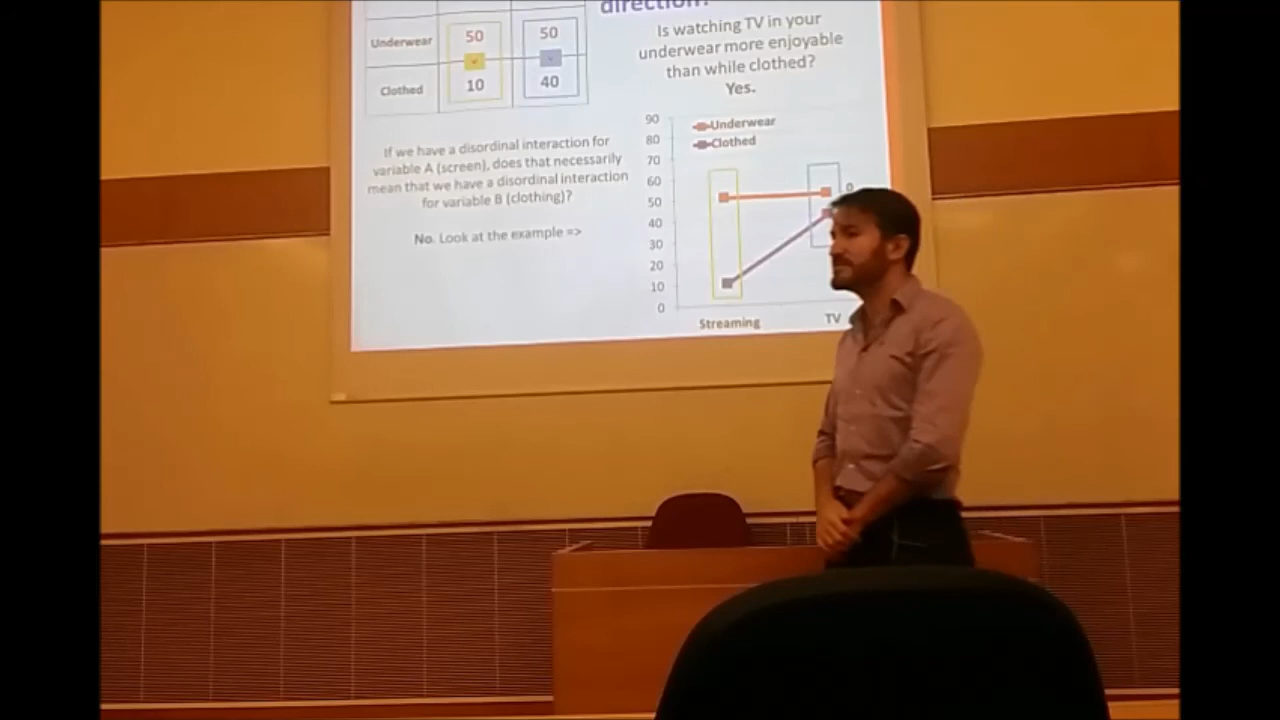 direction?
Underwear 50 50
Clothed 10 40
Is watching TV in your
underwear more enjoyable
than while clothed?
Yes.
If we have a disordinal interaction for
variable A (screen), does that necessarily
mean that we have a disordinal interaction
for variable B (clothing)?
No. Look at the example =>
Underwear
Clothed
90
80
70
60
50
40
30
20
10
0
Streaming TV